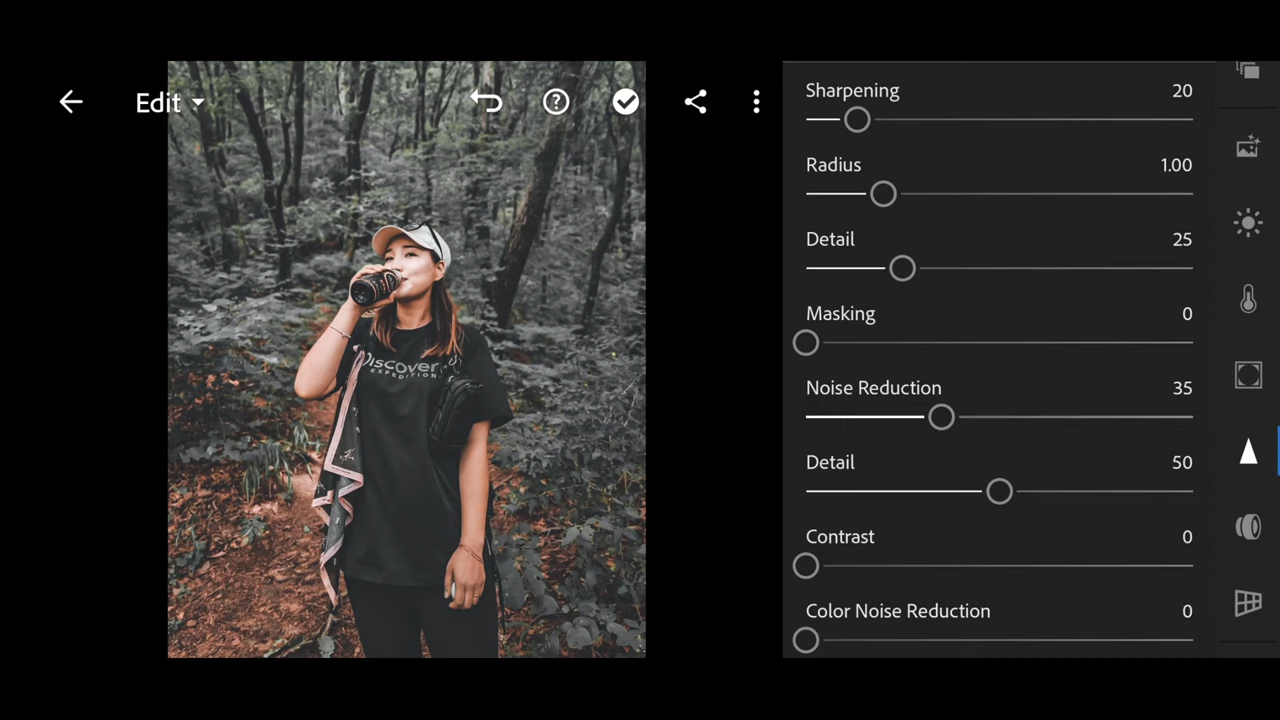 Edit
Sharpening 20
Radius 1.00
Detail 25
Masking 0
Noise Reduction 35
Detail 50
Contrast 0
Color Noise Reduction 0
Discovery
EXPEDITION